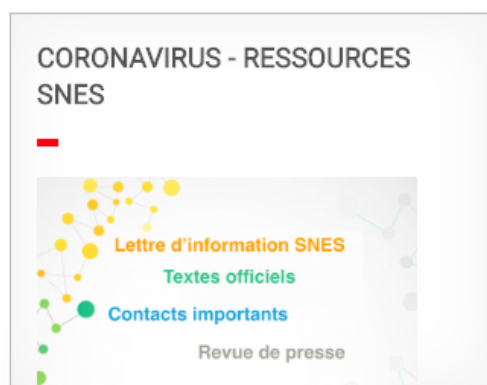 CORONAVIRUS - RESSOURCES
SNES
Lettre d'information SNES
Textes officiels
Contacts importants
Revue de presse